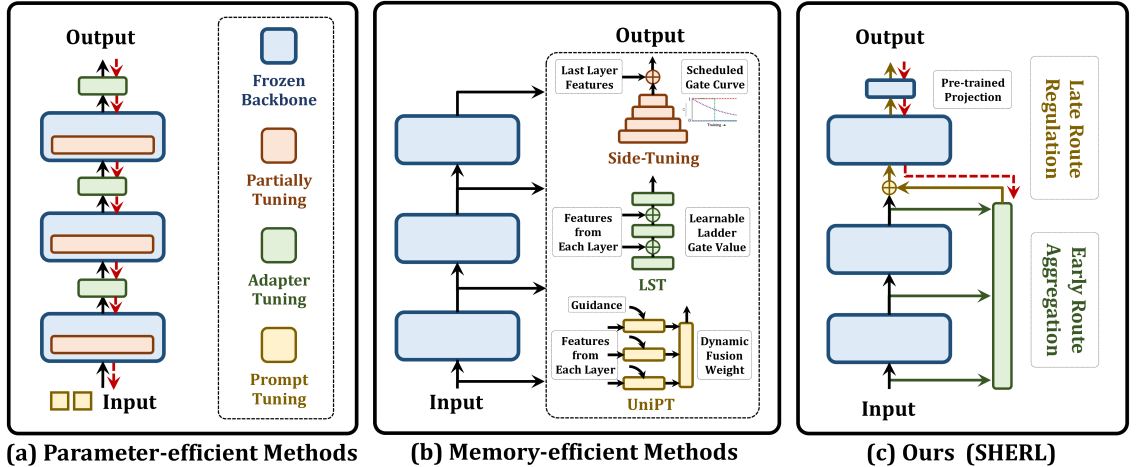 Output
Frozen
Backbone
Partially
Tuning
Adapter
Tuning
Prompt
Tuning
Input
(a) Parameter-efficient Methods
Output
Last Layer
Features
Scheduled
Gate Curve
Training
Side-Tuning
Features
from
Each Layer
Learnable
Ladder
Gate Value
LST
Guidance
Features
from
Each Layer
Dynamic
Fusion
Weight
UniPT
Input
(b) Memory-efficient Methods
Output
Pre-trained
Projection
Late Route
Regulation
Early Route
Aggregation
Input
(c) Ours (SHERL)